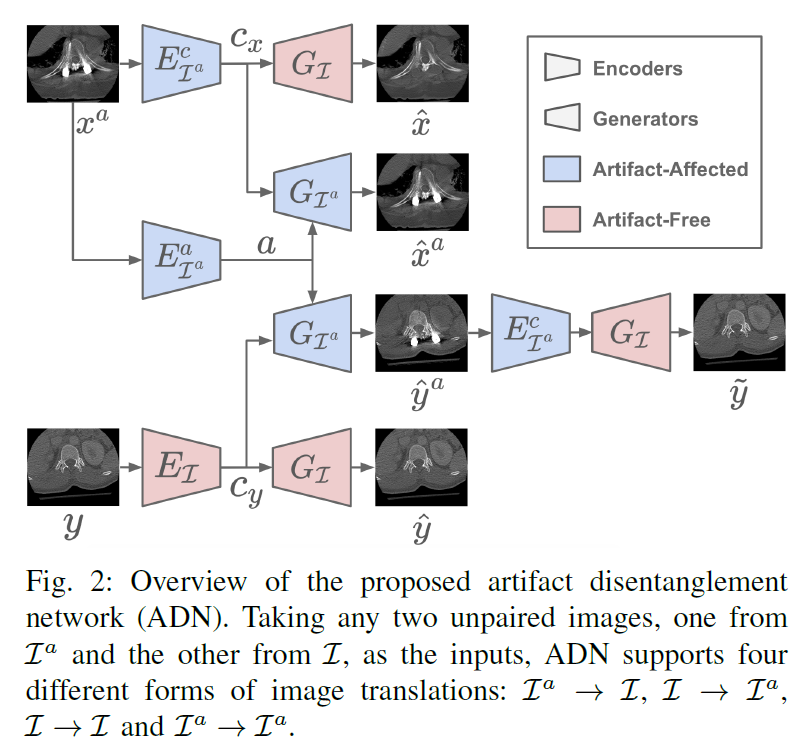 x^a
E^c_{I^a}
c_x
G_I
x̂
G_{I^a}
x̂^a
E^a_{I^a}
a
G_{I^a}
ŷ^a
E^c_{I^a}
G_I
ỹ
y
E_I
c_y
G_I
ŷ
Encoders
Generators
Artifact-Affected
Artifact-Free
Fig. 2: Overview of the proposed artifact disentanglement
network (ADN). Taking any two unpaired images, one from
I^a and the other from I, as the inputs, ADN supports four
different forms of image translations: I^a → I, I → I^a,
I → I and I^a → I^a.